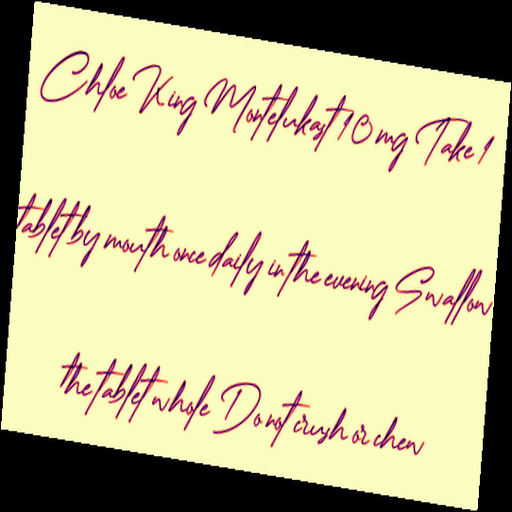 Chloe King Montelukast 10 mg Take 1
tablet by mouth once daily in the evening Swallow
the tablet whole Do not crush or chew